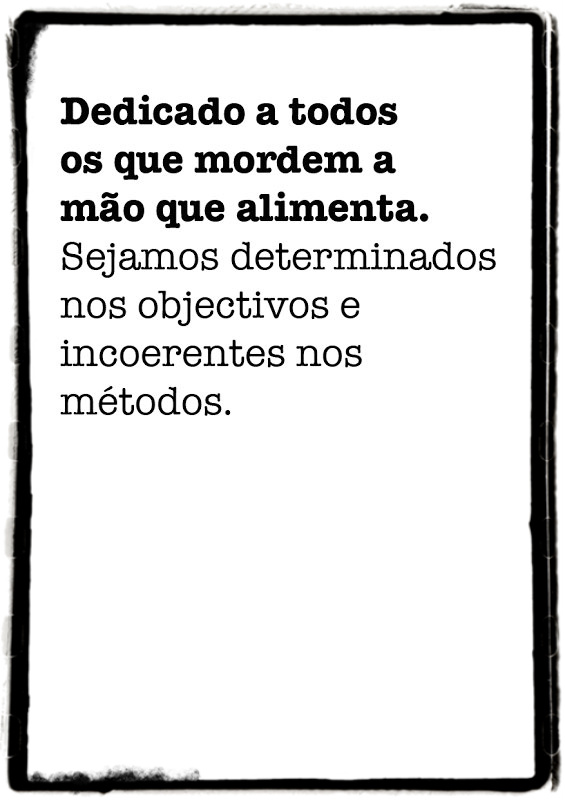 Dedicado a todos
os que mordem a
mão que alimenta.
Sejamos determinados
nos objectivos e
incoerentes nos
métodos.